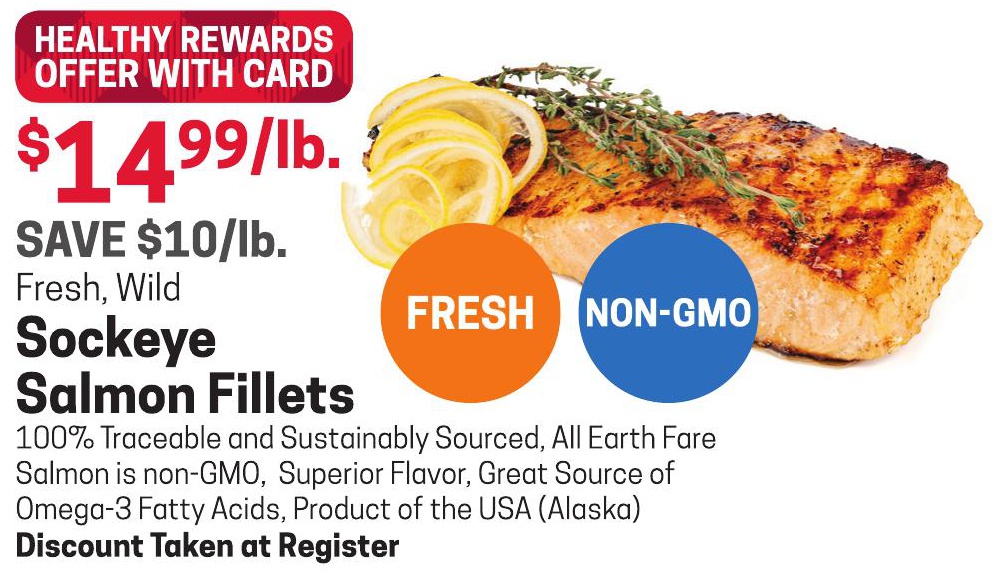 HEALTHY REWARDS
OFFER WITH CARD
$14 99/lb.
SAVE $10/lb.
Fresh, Wild
Sockeye
Salmon Fillets
FRESH
NON-GMO
100% Traceable and Sustainably Sourced, All Earth Fare
Salmon is non-GMO, Superior Flavor, Great Source of
Omega-3 Fatty Acids, Product of the USA (Alaska)
Discount Taken at Register